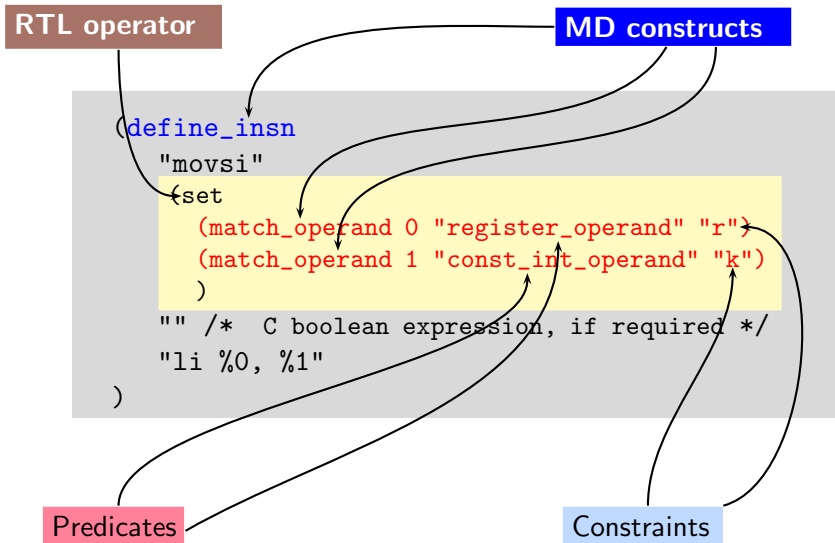 RTL operator
MD constructs
(define_insn
"movsi"
(set
(match_operand 0 "register_operand" "r")
(match_operand 1 "const_int_operand" "k")
)
"" /*  C boolean expression, if required */
"li %0, %1"
)
Predicates
Constraints